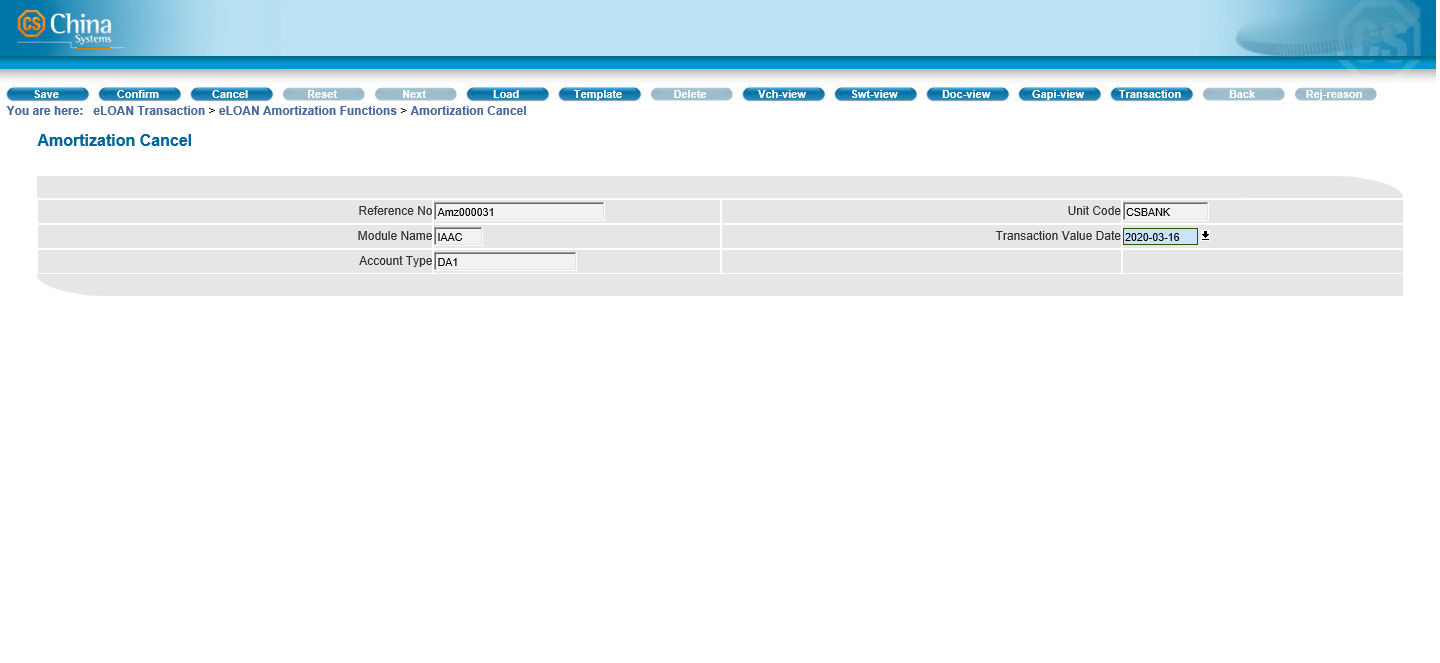 CS China
Systems
CS
Save Confirm Cancel Reset Next Load Template Delete Vch-view Swt-view Doc-view Gapi-view Transaction Back Rej-reason
You are here: eLOAN Transaction > eLOAN Amortization Functions > Amortization Cancel
Amortization Cancel
Reference No Amz000031 Unit Code CSBANK
Module Name IAAC Transaction Value Date 2020-03-16
Account Type DA1